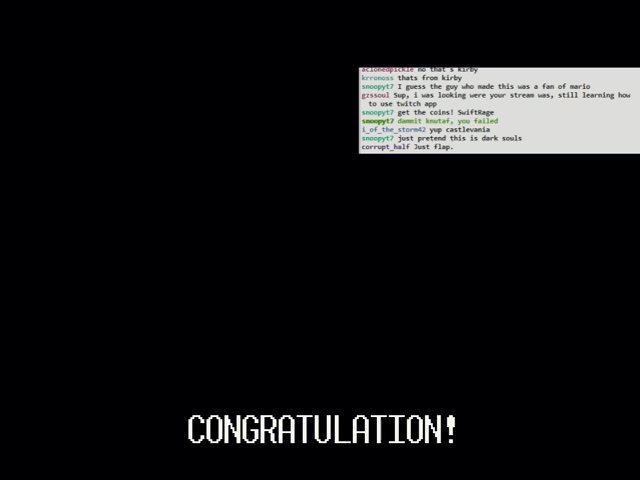 aclonedpickle no that's kirby
krronoss thats from kirby
snoopyt7 I guess the guy who made this was a fan of mario
gzssoul Sup, i was looking were your stream was, still learning how
to use twitch app
snoopyt7 get the coins! SwiftRage
snoopyt7 dammit knutaf, you failed
i_of_the_storm42 yup castlevania
snoopyt7 just pretend this is dark souls
corrupt_half Just flap.
CONGRATULATION!